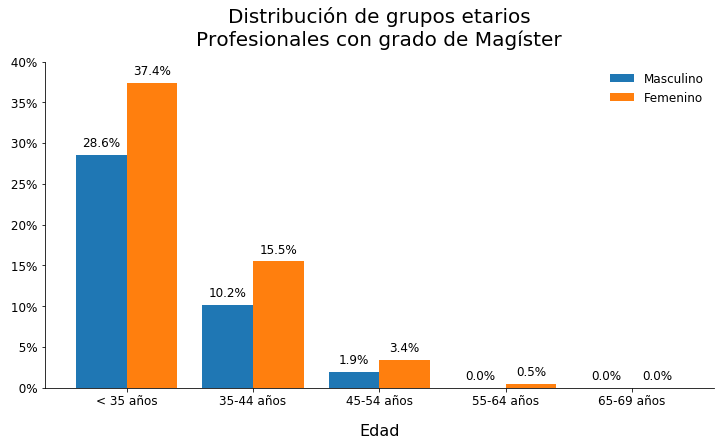 Distribución de grupos etarios
Profesionales con grado de Magíster
Masculino
Femenino
40%
35%
30%
25%
20%
15%
10%
5%
0%
28.6%
37.4%
10.2%
15.5%
1.9%
3.4%
0.0%
0.5%
0.0%
0.0%
< 35 años
35-44 años
45-54 años
55-64 años
65-69 años
Edad